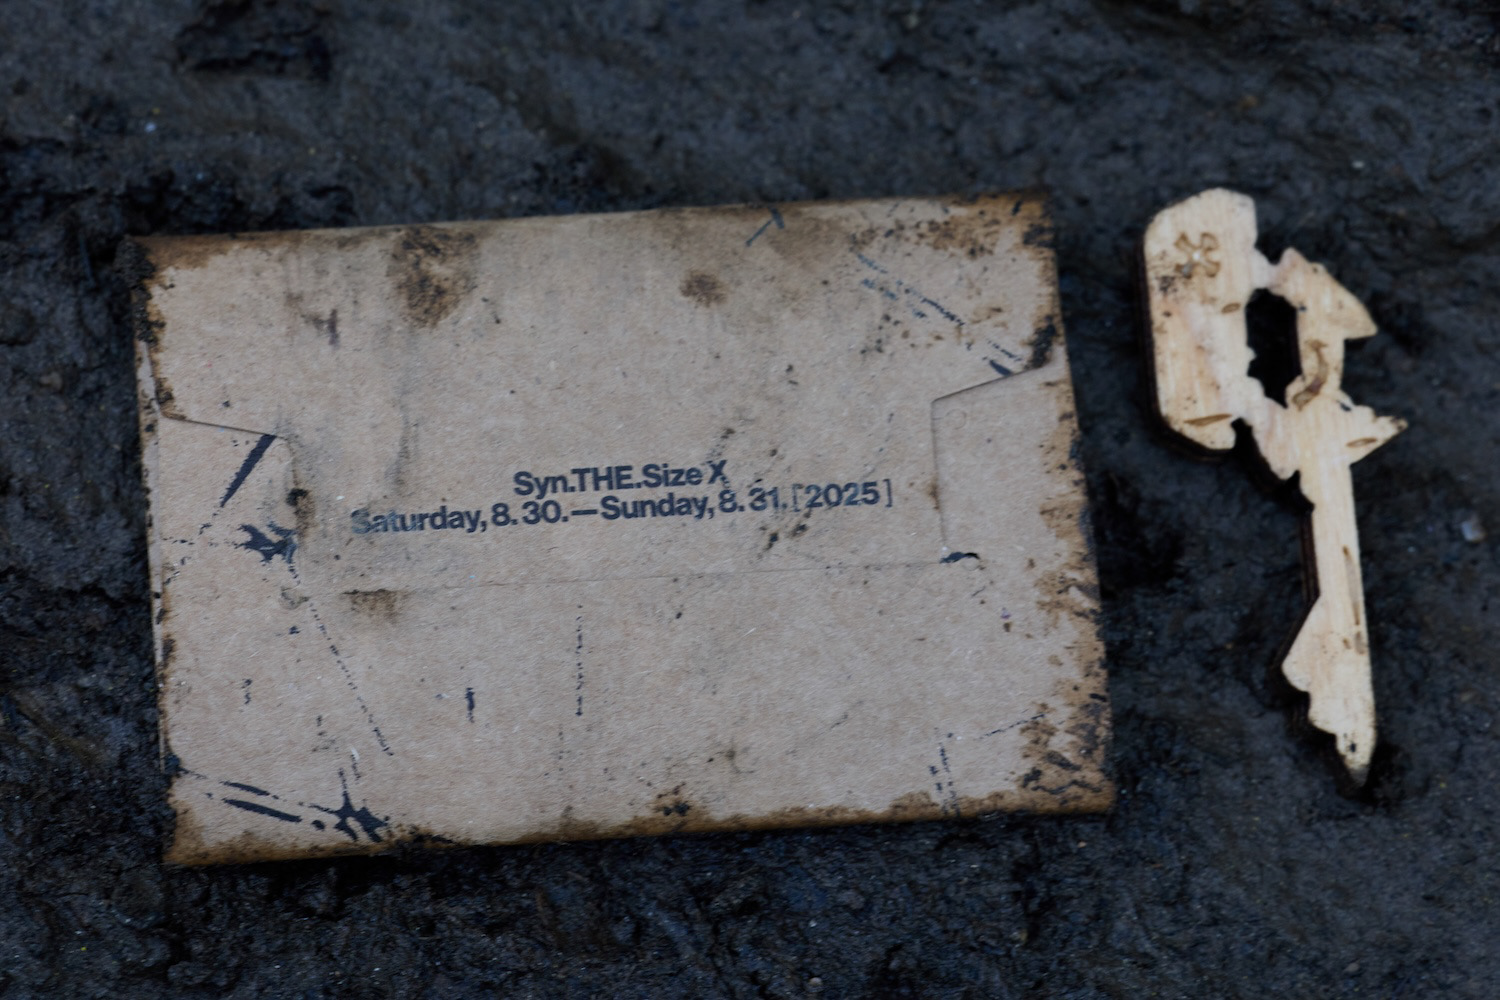 Syn.THE.Size X
Saturday, 8. 30.—Sunday, 8. 31. [2025]